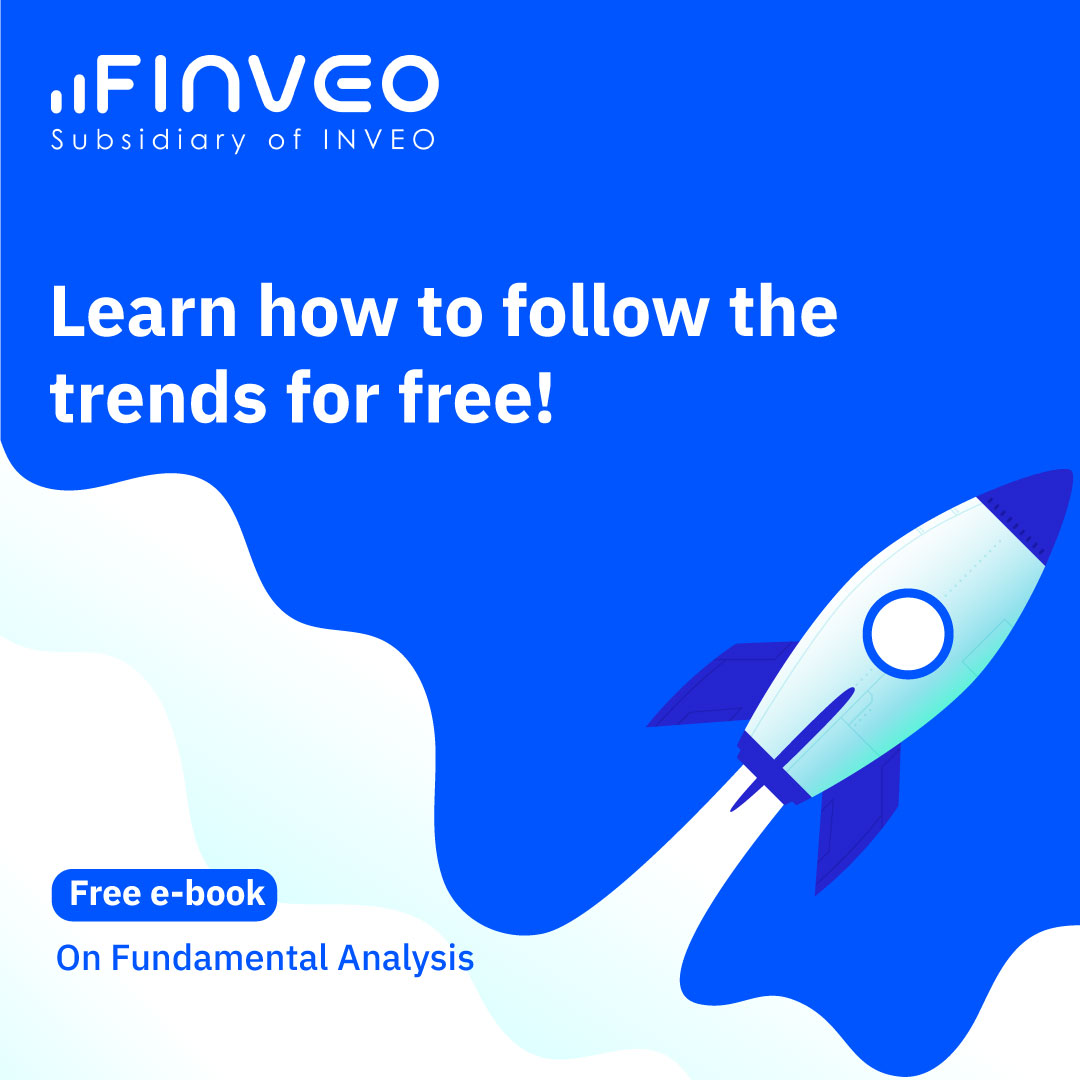 FINVEO
Subsidiary of INVEO
Learn how to follow the
trends for free!
Free e-book
On Fundamental Analysis